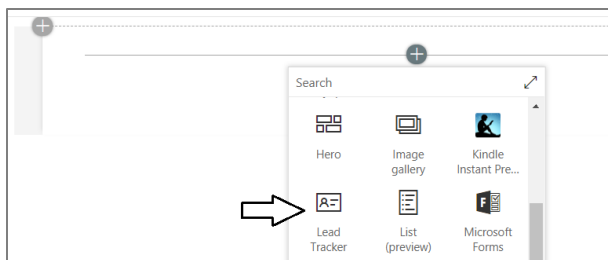 Search
Hero
Image
gallery
Kindle
Instant Pre...
Lead
Tracker
List
(preview)
Microsoft
Forms